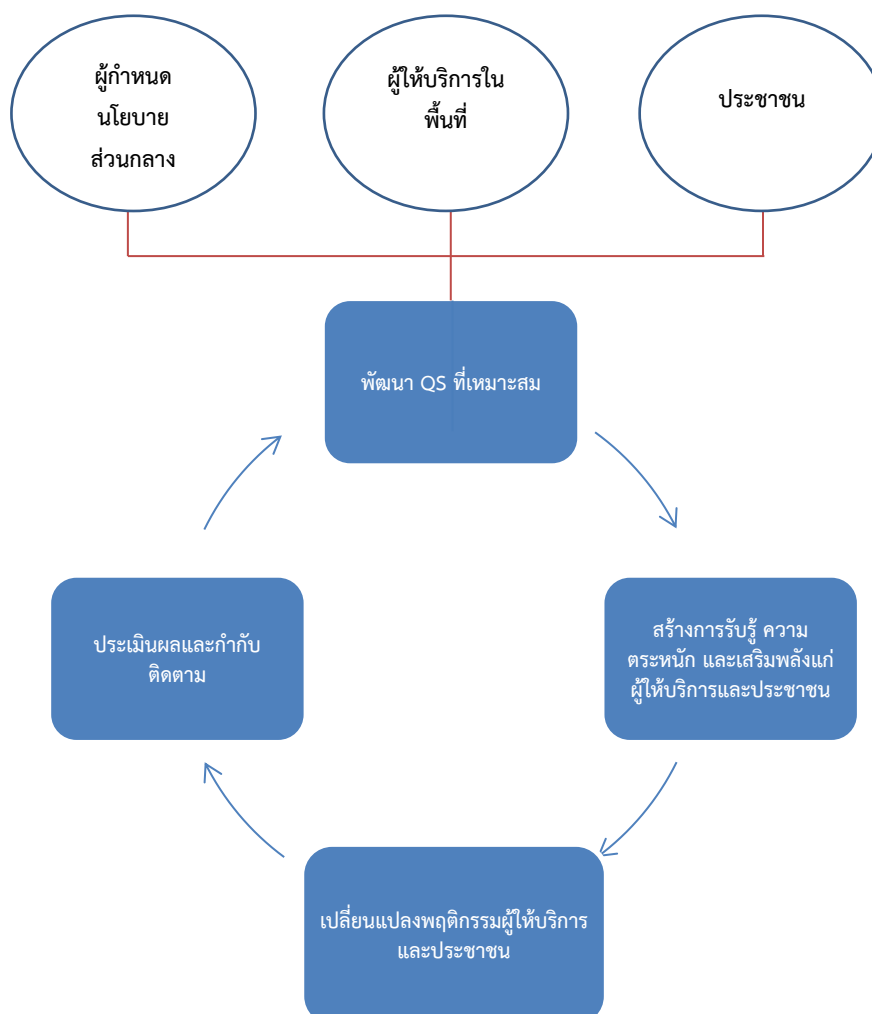 ผู้กำหนด
นโยบาย
ส่วนกลาง
ผู้ให้บริการใน
พื้นที่
ประชาชน
พัฒนา QS ที่เหมาะสม
สร้างการรับรู้ ความ
ตระหนัก และเสริมพลังแก่
ผู้ให้บริการและประชาชน
เปลี่ยนแปลงพฤติกรรมผู้ให้บริการ
และประชาชน
ประเมินผลและกำกับ
ติดตาม